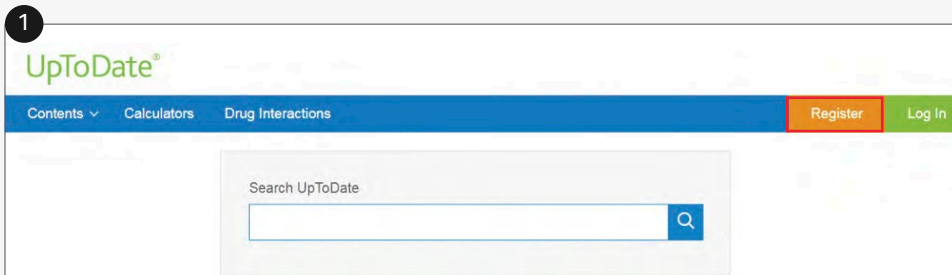 1
UpToDate®
Contents Calculators Drug Interactions Register Log In
Search UpToDate